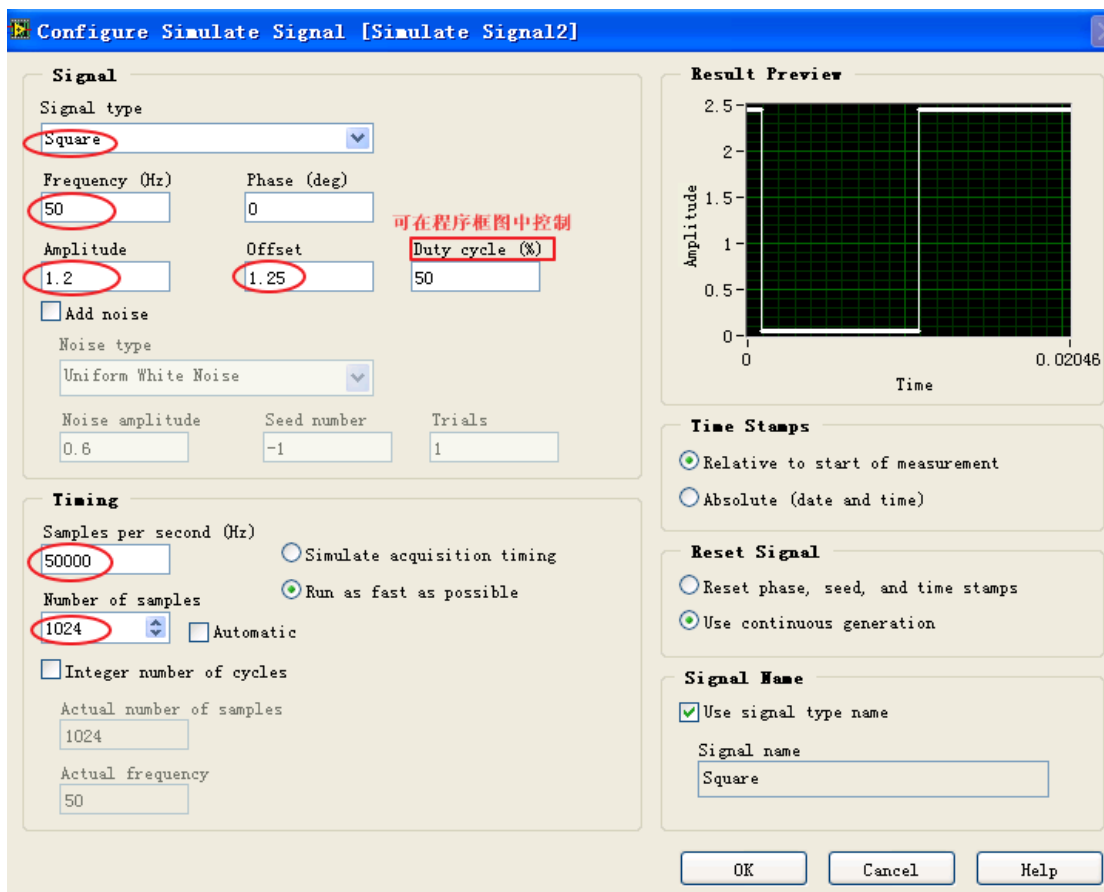 Configure Simulate Signal [Simulate Signal2]
Signal
Signal type
Square
Frequency (Hz) Phase (deg)
50 0
可在程序框图中控制
Amplitude Offset Duty cycle (%)
1.2 1.25 50
Add noise
Noise type
Uniform White Noise
Noise amplitude Seed number Trials
0.6 -1 1
Timing
Samples per second (Hz)
50000
Simulate acquisition timing
Run as fast as possible
Number of samples
1024
Automatic
Integer number of cycles
Actual number of samples
1024
Actual frequency
50
Result Preview
2.5
2
1.5
1
0.5
0
Amplitude
0 0.02046
Time
Time Stamps
Relative to start of measurement
Absolute (date and time)
Reset Signal
Reset phase, seed, and time stamps
Use continuous generation
Signal Name
Use signal type name
Signal name
Square
OK Cancel Help